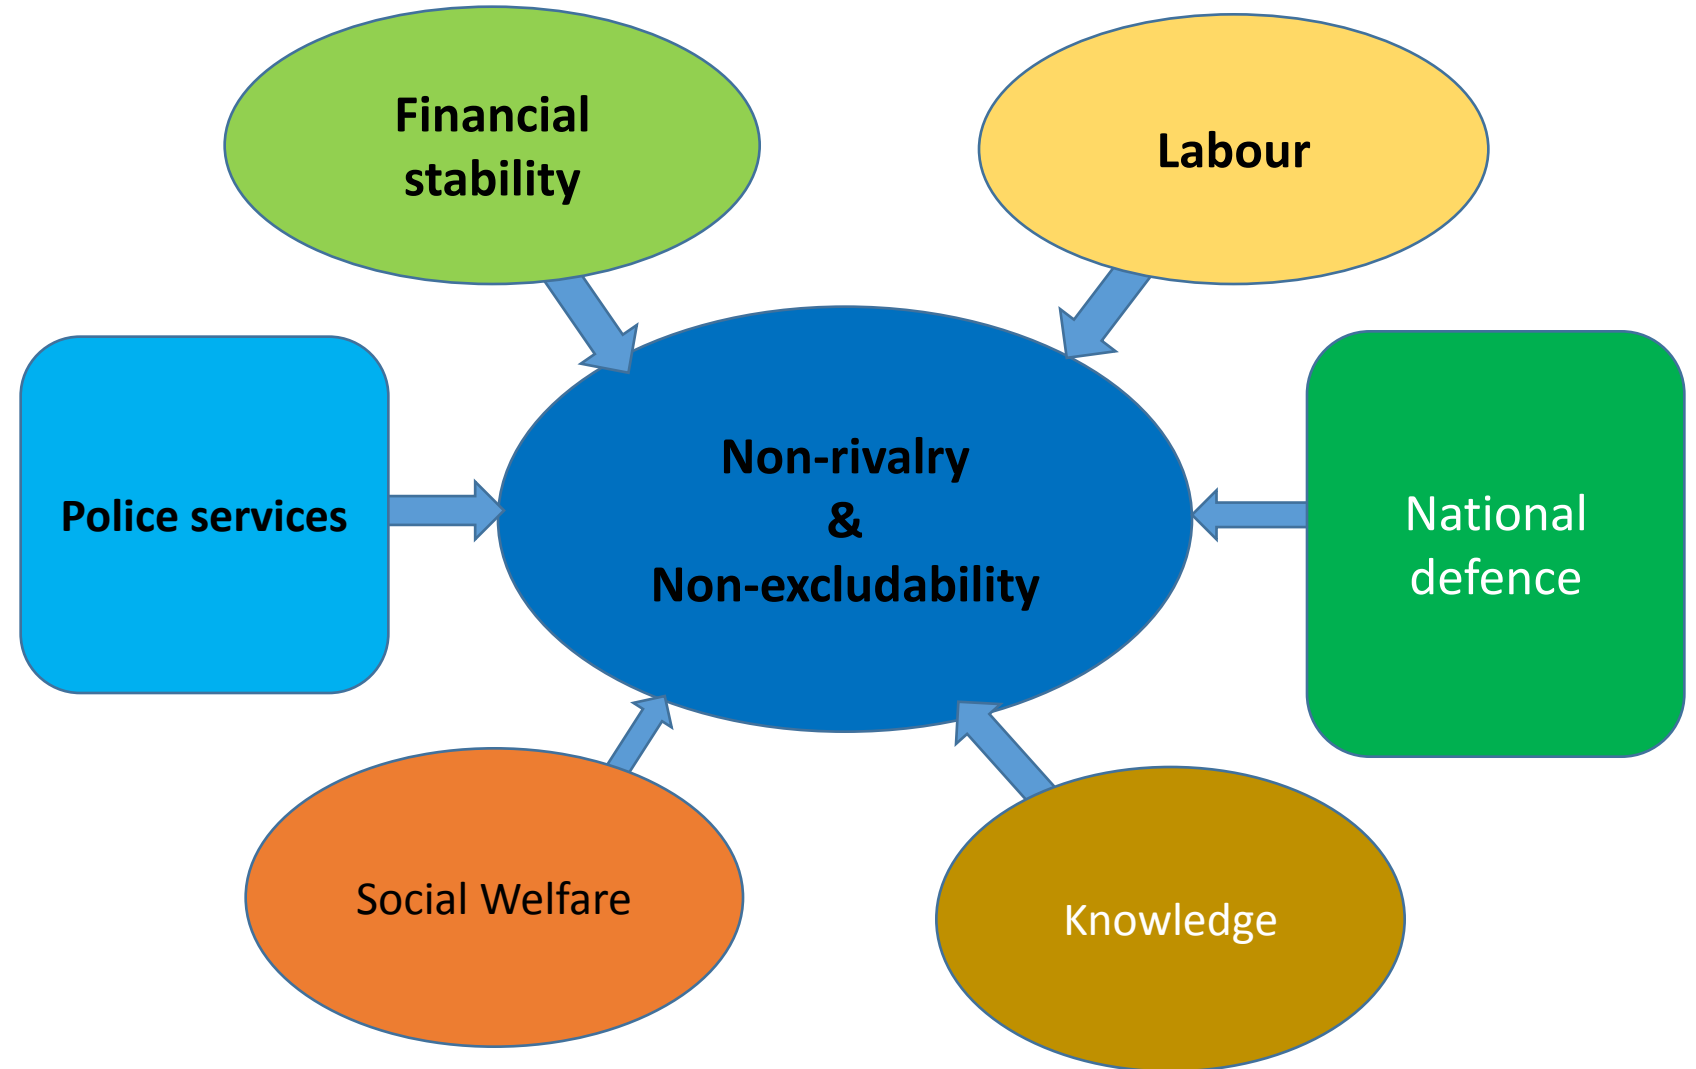 Financial
stability
Labour
Police services
Non-rivalry
&
Non-excludability
National
defence
Social Welfare
Knowledge